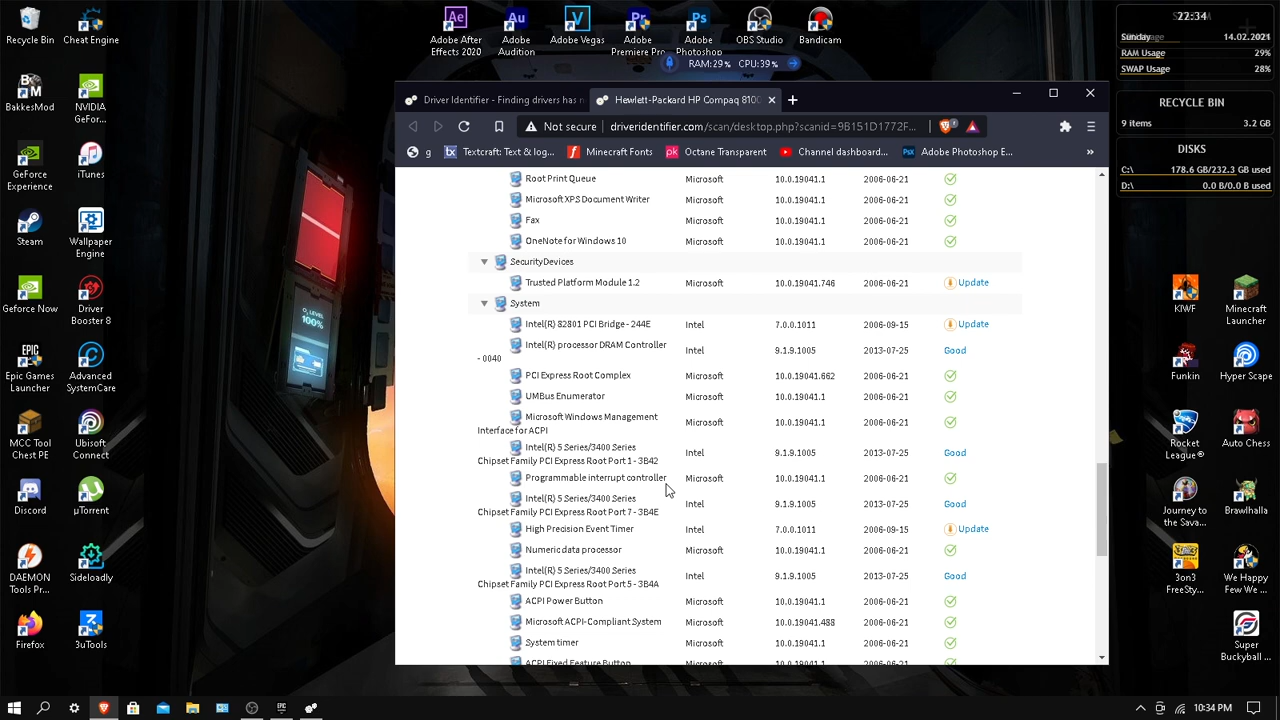 Recycle Bin
Cheat Engine
BakkesMod
NVIDIA
GeFor...
GeForce
Experience
iTunes
Steam
Wallpaper
Engine
Geforce Now
Driver
Booster 8
Epic Games
Launcher
Advanced
SystemCare
MCC Tool
Chest PE
Ubisoft
Connect
Discord
µTorrent
DAEMON
Tools Pr...
Sideloadly
Firefox
3uTools
Adobe After
Effects 2020
Adobe
Audition
Adobe Vegas
Adobe
Premiere Pro
Adobe
Photoshop
OBS Studio
Bandicam
RAM:29% CPU:39%
22:34
Sunday 14.02.2021
RAM Usage 29%
SWAP Usage 28%
RECYCLE BIN
9 items 3.2 GB
DISKS
C:\ 178.6 GB/232.3 GB used
D:\ 0.0 B/0.0 B used
O₂ LEVEL
100%
Driver Identifier - Finding drivers has n
Hewlett-Packard HP Compaq 8100
Not secure driveridentifier.com/scan/desktop.php?scanid=9B151D1772F...
g
Textcraft: Text & log...
Minecraft Fonts
Octane Transparent
Channel dashboard...
Adobe Photoshop E...
Root Print Queue Microsoft 10.0.19041.1 2006-06-21
Microsoft XPS Document Writer Microsoft 10.0.19041.1 2006-06-21
Fax Microsoft 10.0.19041.1 2006-06-21
OneNote for Windows 10 Microsoft 10.0.19041.1 2006-06-21
SecurityDevices
Trusted Platform Module 1.2 Microsoft 10.0.19041.746 2006-06-21 Update
System
Intel(R) 82801 PCI Bridge - 244E Intel 7.0.0.1011 2006-09-15 Update
Intel(R) processor DRAM Controller
- 0040 Intel 9.1.9.1005 2013-07-25 Good
PCI Express Root Complex Microsoft 10.0.19041.662 2006-06-21
UMBus Enumerator Microsoft 10.0.19041.1 2006-06-21
Microsoft Windows Management
Interface for ACPI Microsoft 10.0.19041.1 2006-06-21
Intel(R) 5 Series/3400 Series
Chipset Family PCI Express Root Port 1 - 3B42 Intel 9.1.9.1005 2013-07-25 Good
Programmable interrupt controller Microsoft 10.0.19041.1 2006-06-21
Intel(R) 5 Series/3400 Series
Chipset Family PCI Express Root Port 7 - 3B4E Intel 9.1.9.1005 2013-07-25 Good
High Precision Event Timer Intel 7.0.0.1011 2006-09-15 Update
Numeric data processor Microsoft 10.0.19041.1 2006-06-21
Intel(R) 5 Series/3400 Series
Chipset Family PCI Express Root Port 5 - 3B4A Intel 9.1.9.1005 2013-07-25 Good
ACPI Power Button Microsoft 10.0.19041.1 2006-06-21
Microsoft ACPI-Compliant System Microsoft 10.0.19041.488 2006-06-21
System timer Microsoft 10.0.19041.1 2006-06-21
ACPI Fixed Feature Button Microsoft 10.0.19041.1 2006-06-21
KIWF
Minecraft
Launcher
Funkin
Hyper Scape
Rocket
League®
Auto Chess
Journey to
the Sava...
Brawlhalla
3on3
FreeSty...
We Happy
Few We ...
Super
Buckyball ...
10:34 PM